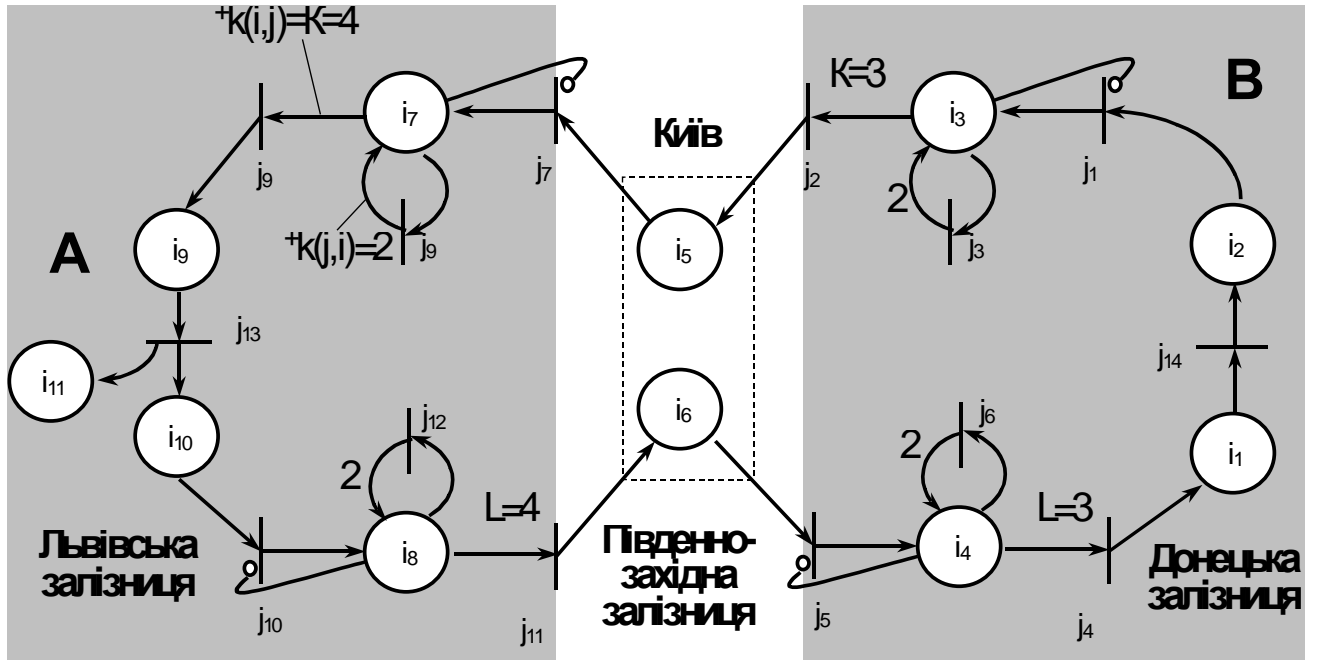 ⁺k(i,j)=K=4
K=3
B
i₇
i₃
Київ
j₉
j₇
j₂
j₁
2
i₉
A
⁺k(j,i)=2
j₉
i₅
j₃
i₂
j₁₃
j₁₄
i₁₁
i₁₀
j₁₂
i₆
j₆
2
2
i₁
L=4
L=3
i₈
i₄
Львівська
залізниця
Південно-
західна
залізниця
Донецька
залізниця
j₁₀
j₁₁
j₅
j₄